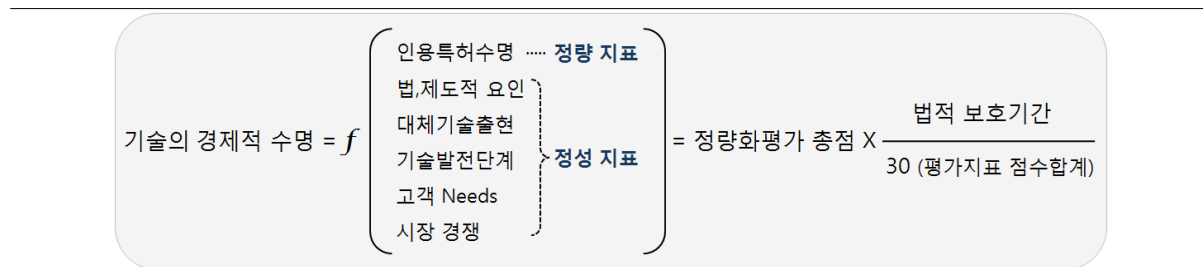 인용특허수명 ····· 정량 지표
법,제도적 요인
대체기술출현
기술의 경제적 수명 = f
기술발전단계
정성 지표
고객 Needs
시장 경쟁
= 정량화평가 총점 X
법적 보호기간
30 (평가지표 점수합계)